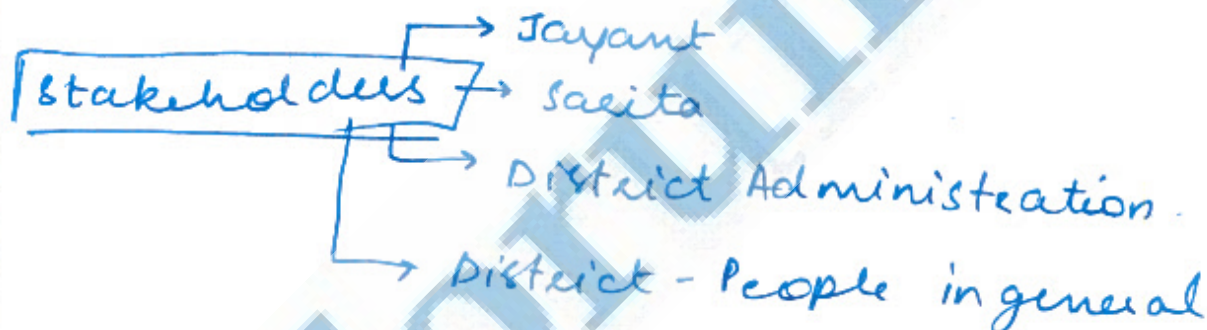 Jayant
Stakeholders
Sarita
District Administration.
District - People in general